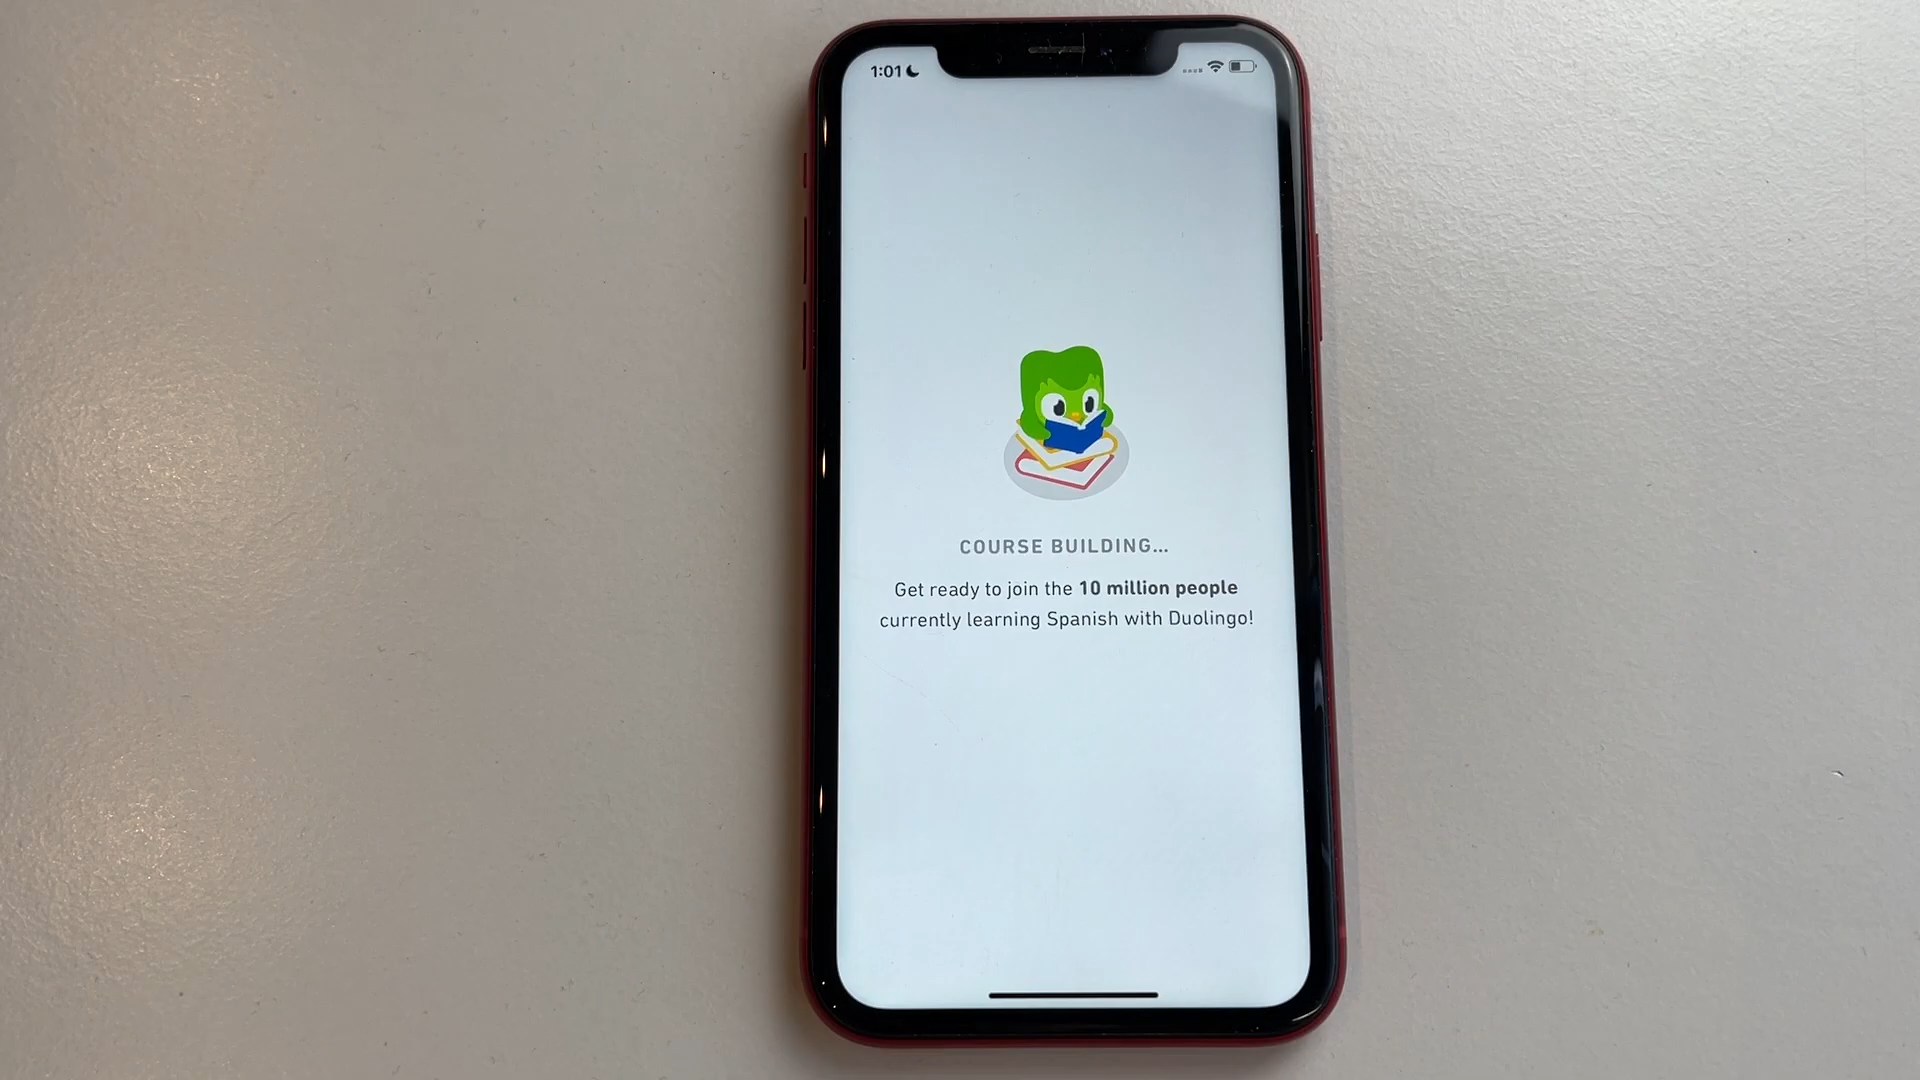 1:01
COURSE BUILDING...
Get ready to join the 10 million people
currently learning Spanish with Duolingo!